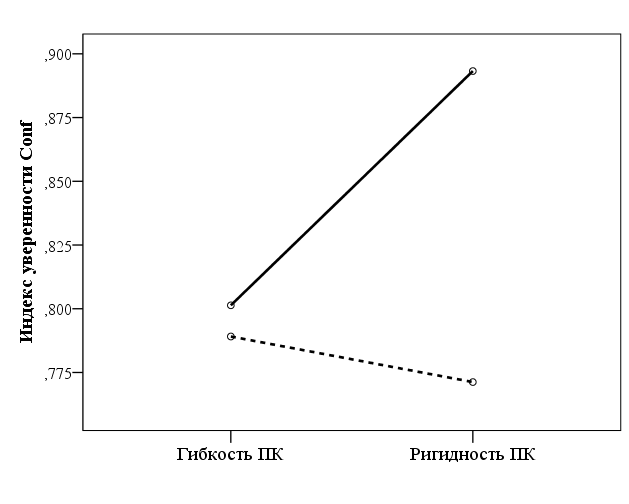 ,900
,875
,850
,825
,800
,775
Индекс уверенности Conf
Гибкость ПК
Ригидность ПК